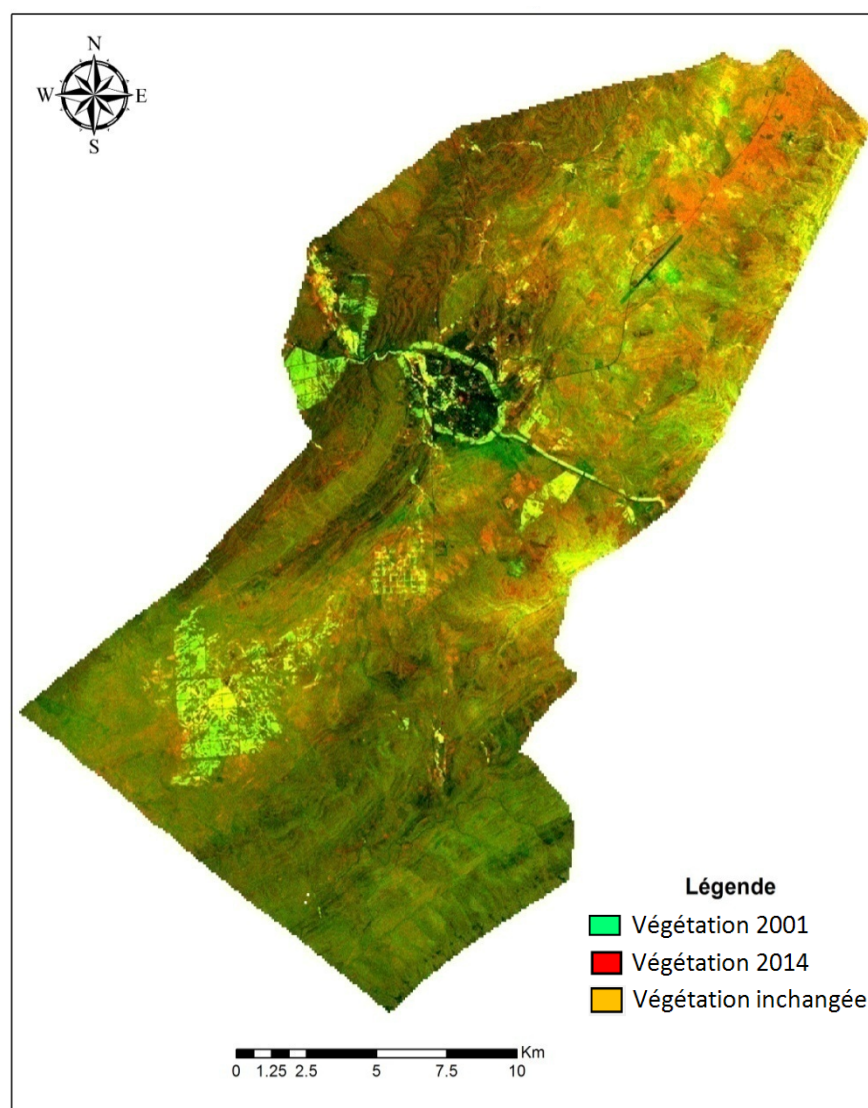 N
W E
S
Légende
Végétation 2001
Végétation 2014
Végétation inchangée
Km
0 1.25 2.5 5 7.5 10